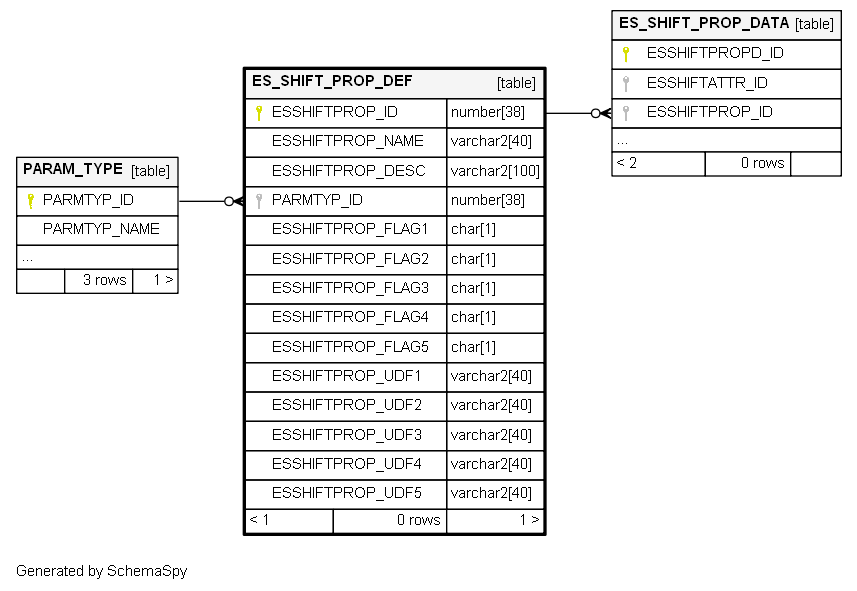 ES_SHIFT_PROP_DATA [table]
ESSHIFTPROPD_ID
ESSHIFTATTR_ID
ESSHIFTPROP_ID
...
< 2 0 rows
ES_SHIFT_PROP_DEF [table]
ESSHIFTPROP_ID number[38]
ESSHIFTPROP_NAME varchar2[40]
ESSHIFTPROP_DESC varchar2[100]
PARMTYP_ID number[38]
ESSHIFTPROP_FLAG1 char[1]
ESSHIFTPROP_FLAG2 char[1]
ESSHIFTPROP_FLAG3 char[1]
ESSHIFTPROP_FLAG4 char[1]
ESSHIFTPROP_FLAG5 char[1]
ESSHIFTPROP_UDF1 varchar2[40]
ESSHIFTPROP_UDF2 varchar2[40]
ESSHIFTPROP_UDF3 varchar2[40]
ESSHIFTPROP_UDF4 varchar2[40]
ESSHIFTPROP_UDF5 varchar2[40]
< 1 0 rows 1 >
PARAM_TYPE [table]
PARMTYP_ID
PARMTYP_NAME
...
3 rows 1 >
Generated by SchemaSpy